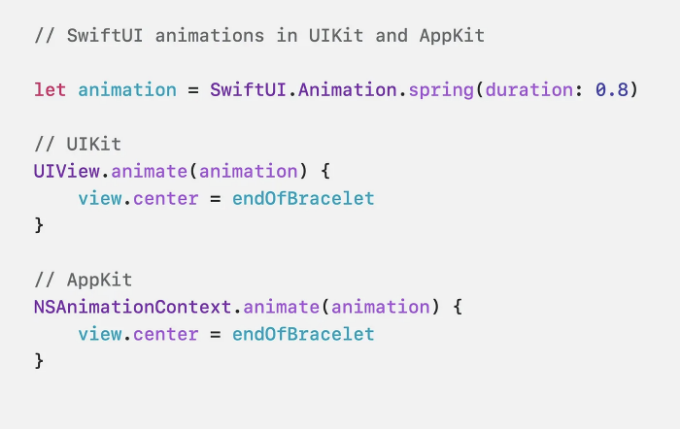 // SwiftUI animations in UIKit and AppKit
let animation = SwiftUI.Animation.spring(duration: 0.8)
// UIKit
UIView.animate(animation) {
view.center = endOfBracelet
}
// AppKit
NSAnimationContext.animate(animation) {
view.center = endOfBracelet
}